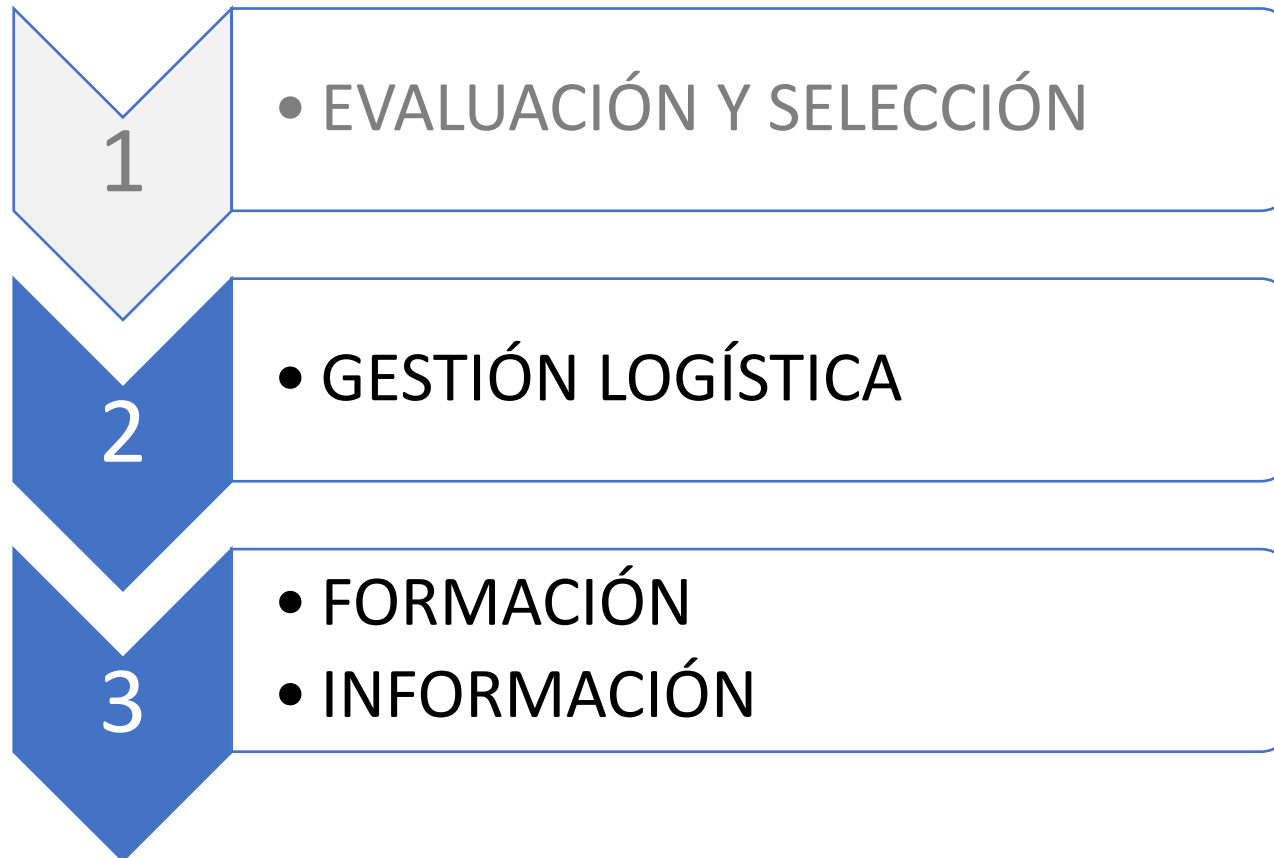 1
• EVALUACIÓN Y SELECCIÓN
2
• GESTIÓN LOGÍSTICA
3
• FORMACIÓN
• INFORMACIÓN